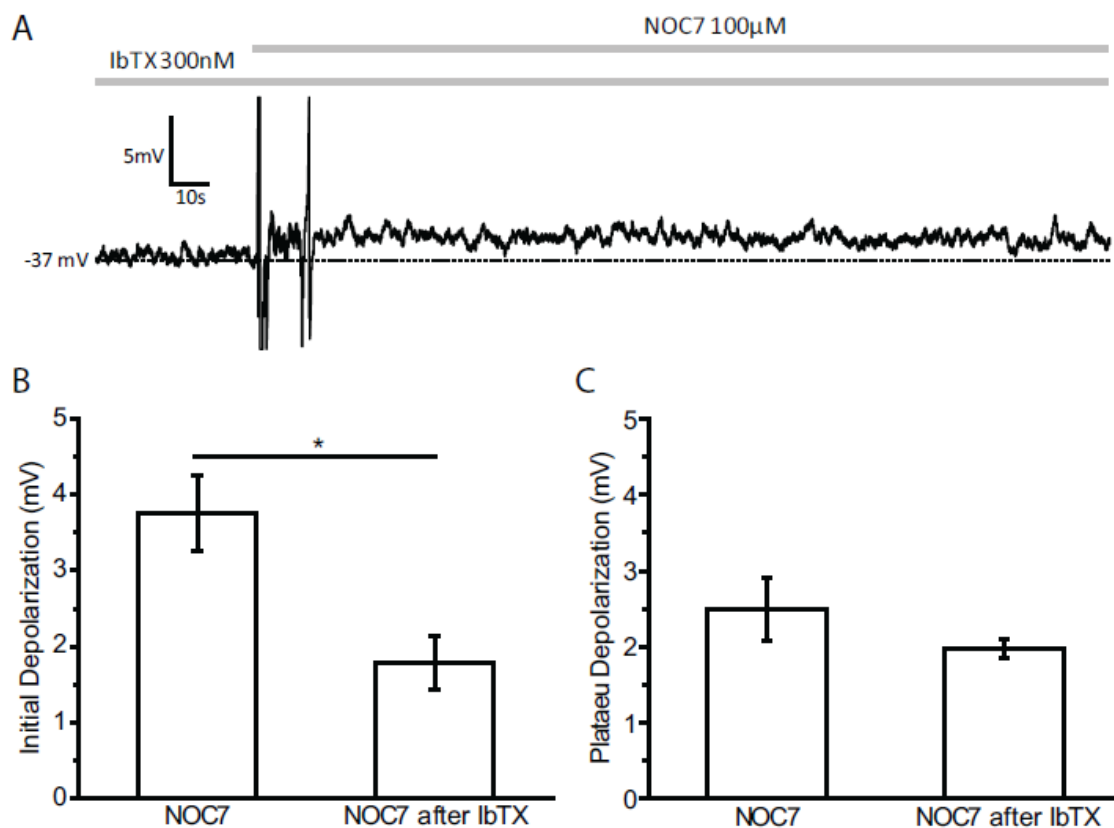 A
NOC7 100μM
IbTX 300nM
5mV
10s
-37 mV
B
5
4
3
2
1
0
Initial Depolarization (mV)
*
NOC7
NOC7 after IbTX
C
5
4
3
2
1
0
Plataeu Depolarization (mV)
NOC7
NOC7 after IbTX